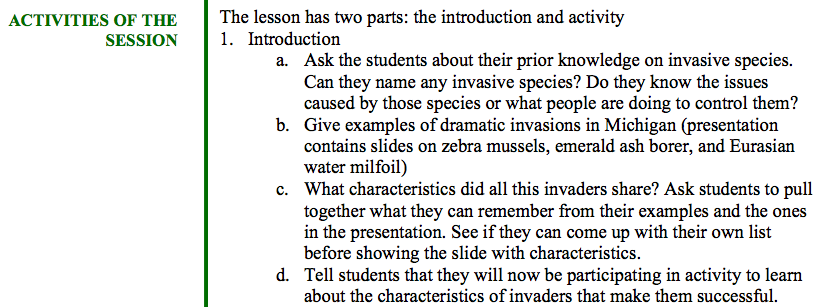 ACTIVITIES OF THE
SESSION
The lesson has two parts: the introduction and activity
1. Introduction
a. Ask the students about their prior knowledge on invasive species.
Can they name any invasive species? Do they know the issues
caused by those species or what people are doing to control them?
b. Give examples of dramatic invasions in Michigan (presentation
contains slides on zebra mussels, emerald ash borer, and Eurasian
water milfoil)
c. What characteristics did all this invaders share? Ask students to pull
together what they can remember from their examples and the ones
in the presentation. See if they can come up with their own list
before showing the slide with characteristics.
d. Tell students that they will now be participating in activity to learn
about the characteristics of invaders that make them successful.